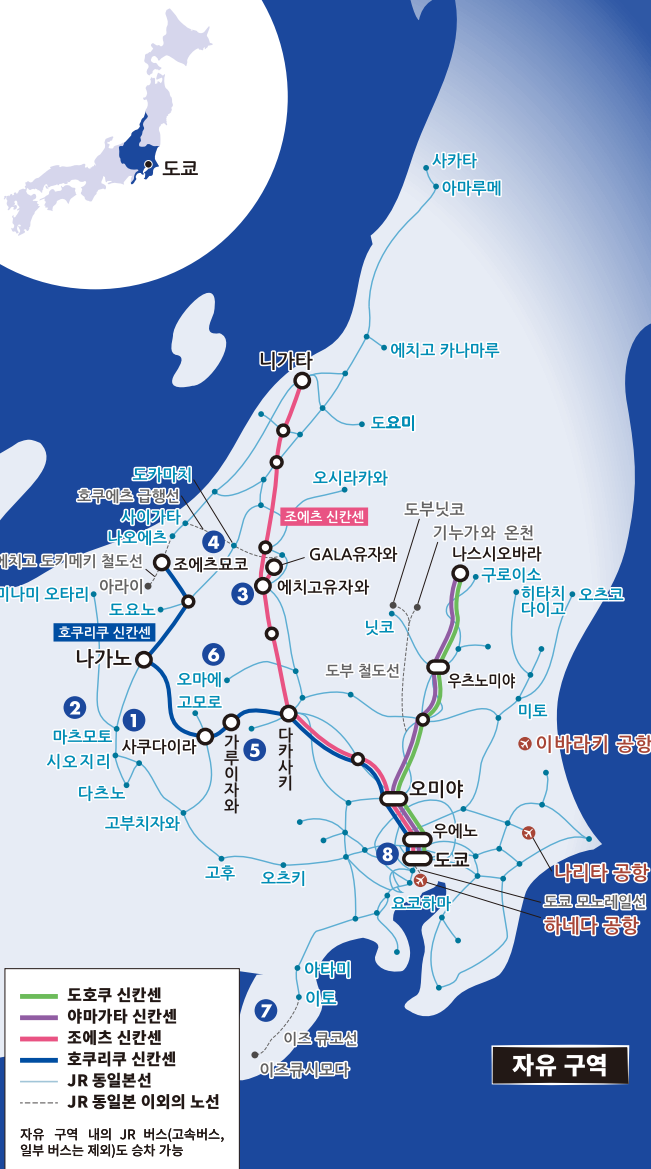 도쿄
사카타
아마루메
에치고 카나마루
니가타
도요미
도카마치
오시라카와
호쿠에츠 급행선
조에츠 신칸센
도부닛코
사이가타
기누가와 온천
나오에츠
4
GALA유자와
나스시오바라
에치고 도키메키 철도선
조에츠묘코
구로이소
아라이
3
에치고유자와
미나미 오타리
히타치
다이고
오츠코
도요노
닛코
호쿠리쿠 신칸센
나가노
6
도부 철도선
우츠노미야
오마에
고모로
2
1
미토
마츠모토
사쿠다이라
가루이자와
5
다카사키
이바라키 공항
시오지리
다츠노
오미야
고부치자와
우에노
8
도쿄
고후
오츠키
나리타 공항
요코하마
도쿄 모노레일선
하네다 공항
아타미
이토
7
이즈 큐코선
이즈큐시모다
도호쿠 신칸센
야마가타 신칸센
조에츠 신칸센
호쿠리쿠 신칸센
JR 동일본선
JR 동일본 이외의 노선
자유 구역 내의 JR 버스(고속버스,
일부 버스는 제외)도 승차 가능
자유 구역